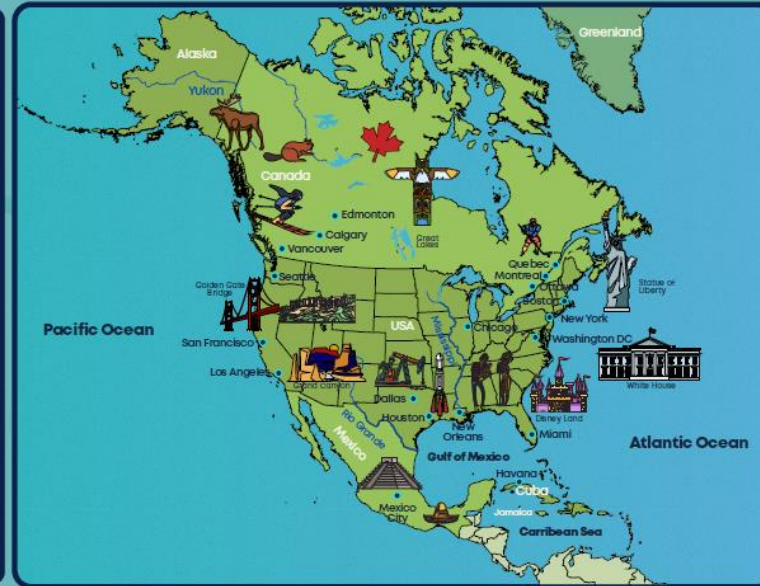 Greenland
Alaska
Yukon
Canada
Edmonton
Calgary
Vancouver
Great
Lakes
Quebec
Montreal
Ottawa
Boston
Statue of
Liberty
Seattle
Golden Gate
Bridge
HOLLYWOOD
Pacific Ocean
USA
Mississippi
Chicago
New York
Washington DC
San Francisco
White House
Los Angeles
Grand Canyon
Dallas
Disney Land
Houston
New
Orleans
Miami
Rio Grande
Mexico
Gulf of Mexico
Atlantic Ocean
Havana
Cuba
Mexico
City
Jamaica
Carribean Sea